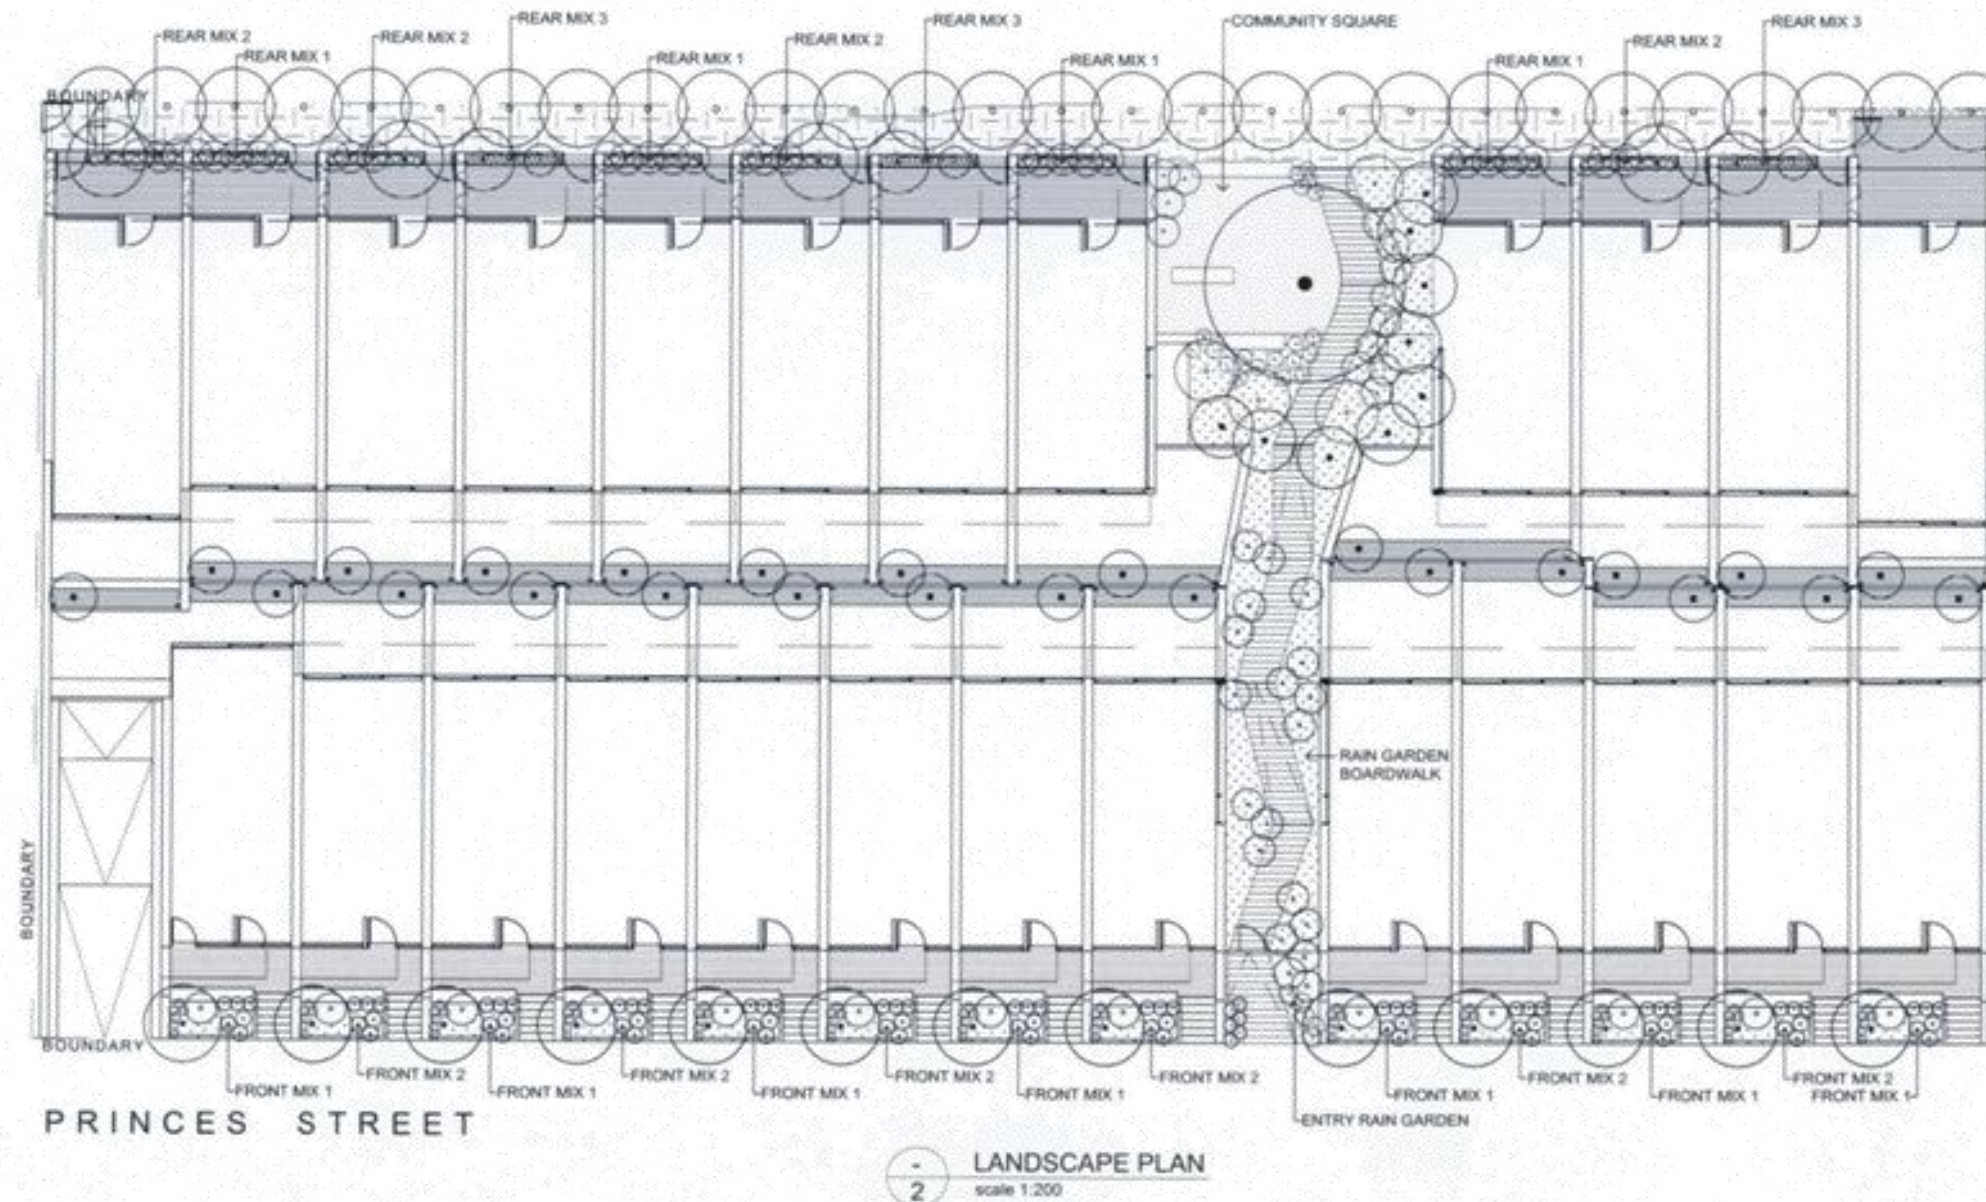 REAR MIX 2
REAR MIX 1
REAR MIX 2
REAR MIX 3
REAR MIX 1
REAR MIX 2
REAR MIX 3
REAR MIX 1
COMMUNITY SQUARE
REAR MIX 1
REAR MIX 2
REAR MIX 3
BOUNDARY
RAIN GARDEN
BOARDWALK
BOUNDARY
BOUNDARY
FRONT MIX 1
FRONT MIX 2
FRONT MIX 1
FRONT MIX 2
FRONT MIX 1
FRONT MIX 2
FRONT MIX 1
FRONT MIX 2
FRONT MIX 1
FRONT MIX 2
FRONT MIX 1
FRONT MIX 2
FRONT MIX 1
ENTRY RAIN GARDEN
PRINCES STREET
-
2
LANDSCAPE PLAN
scale 1:200